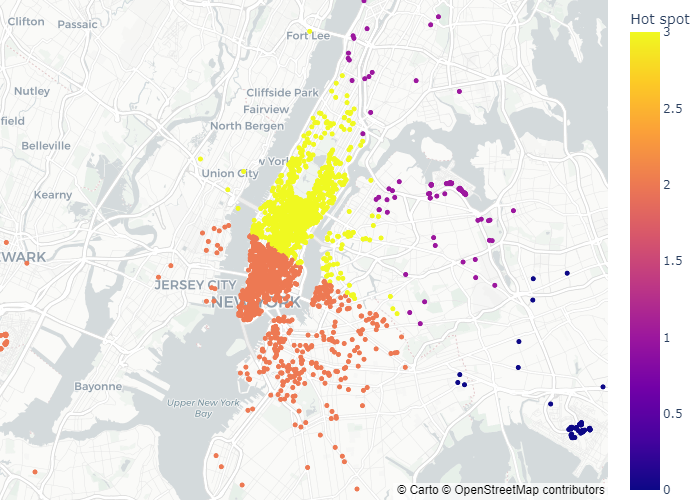 Hot spot
3
2.5
2
1.5
1
0.5
0
Clifton
Passaic
Fort Lee
Nutley
Cliffside Park
Fairview
field
North Bergen
Belleville
w York
Union City
Kearny
WARK
JERSEY CITY
NEW YORK
Bayonne
Upper New York
Bay
© Carto © OpenStreetMap contributors